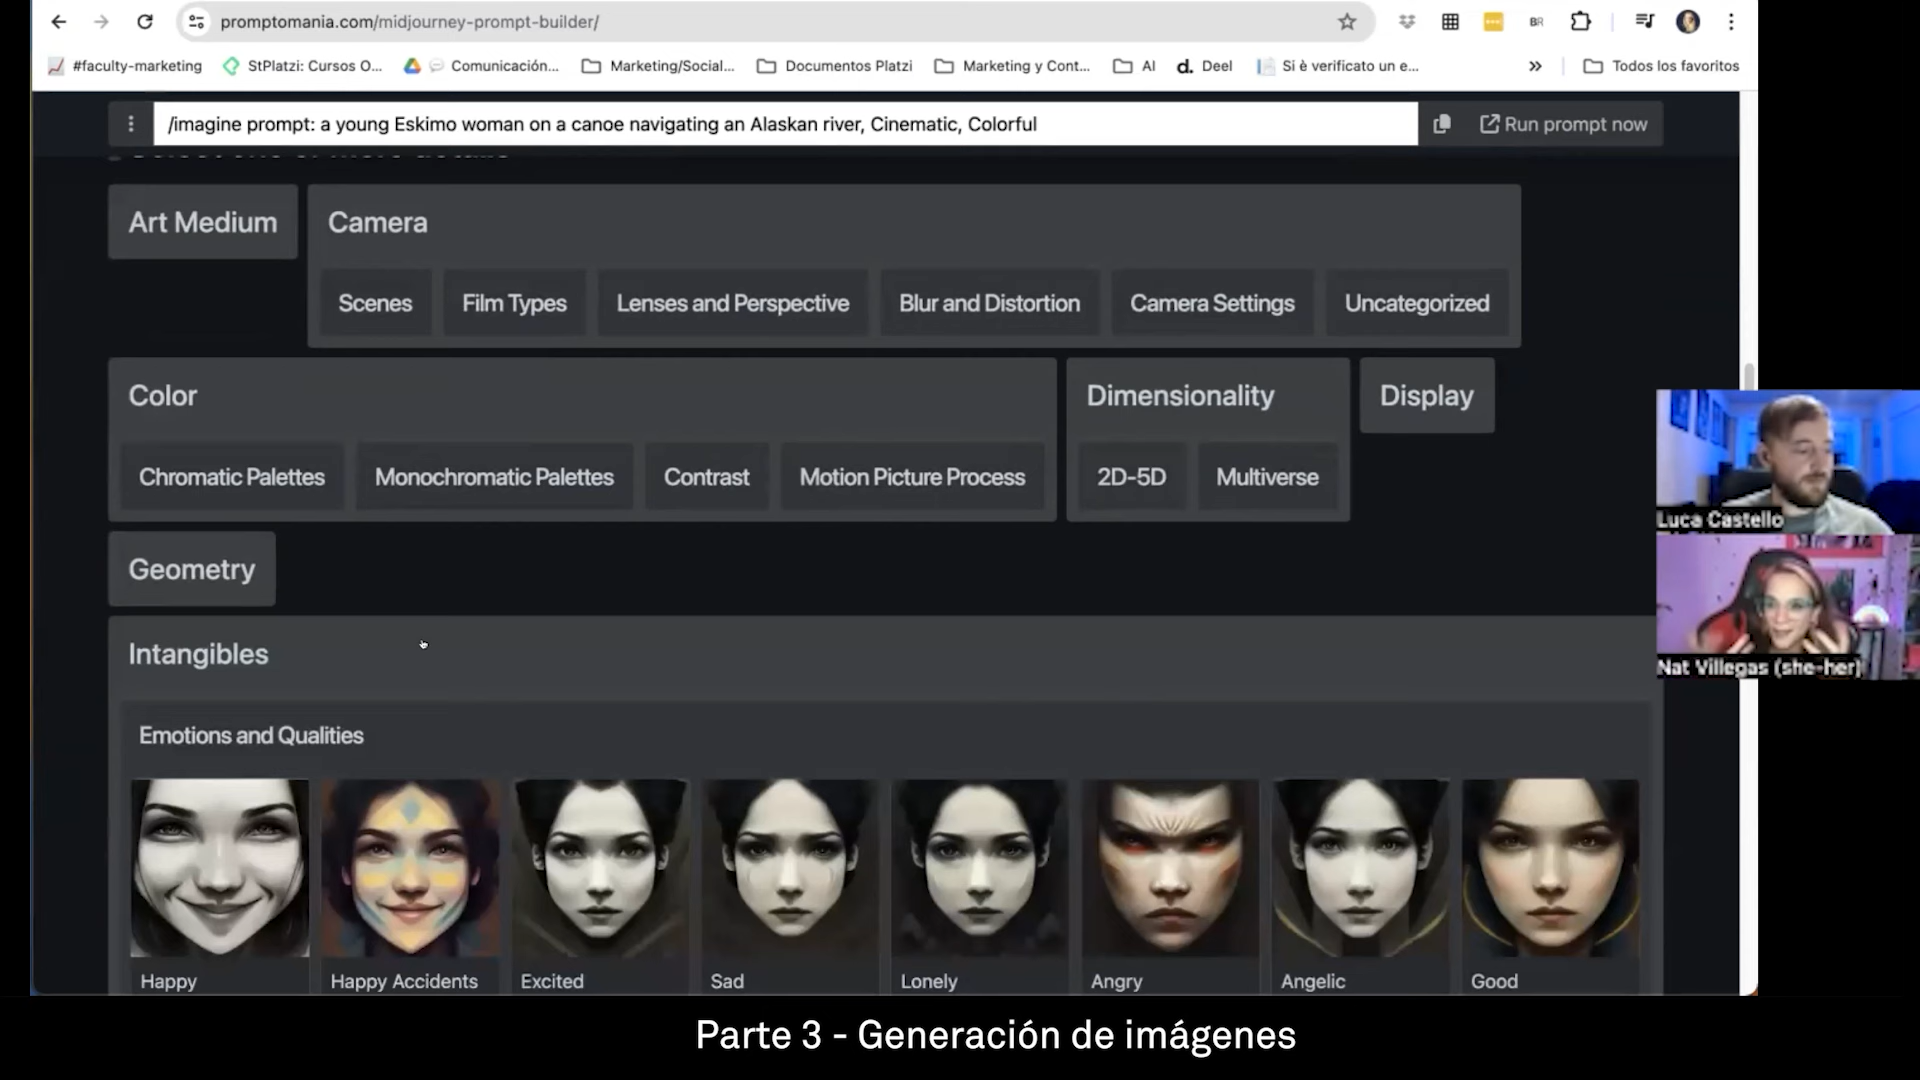 promptomania.com/midjourney-prompt-builder/
BR
#faculty-marketing
StPlatzi: Cursos O...
Comunicación...
Marketing/Social...
Documentos Platzi
Marketing y Cont...
AI
d. Deel
Si è verificato un e...
»
Todos los favoritos
/imagine prompt: a young Eskimo woman on a canoe navigating an Alaskan river, Cinematic, Colorful
Run prompt now
Art Medium
Camera
Scenes
Film Types
Lenses and Perspective
Blur and Distortion
Camera Settings
Uncategorized
Color
Dimensionality
Display
Chromatic Palettes
Monochromatic Palettes
Contrast
Motion Picture Process
2D-5D
Multiverse
Luca Castello
Geometry
Intangibles
Nat Villegas (she-her)
Emotions and Qualities
Happy
Happy Accidents
Excited
Sad
Lonely
Angry
Angelic
Good
Parte 3 - Generación de imágenes